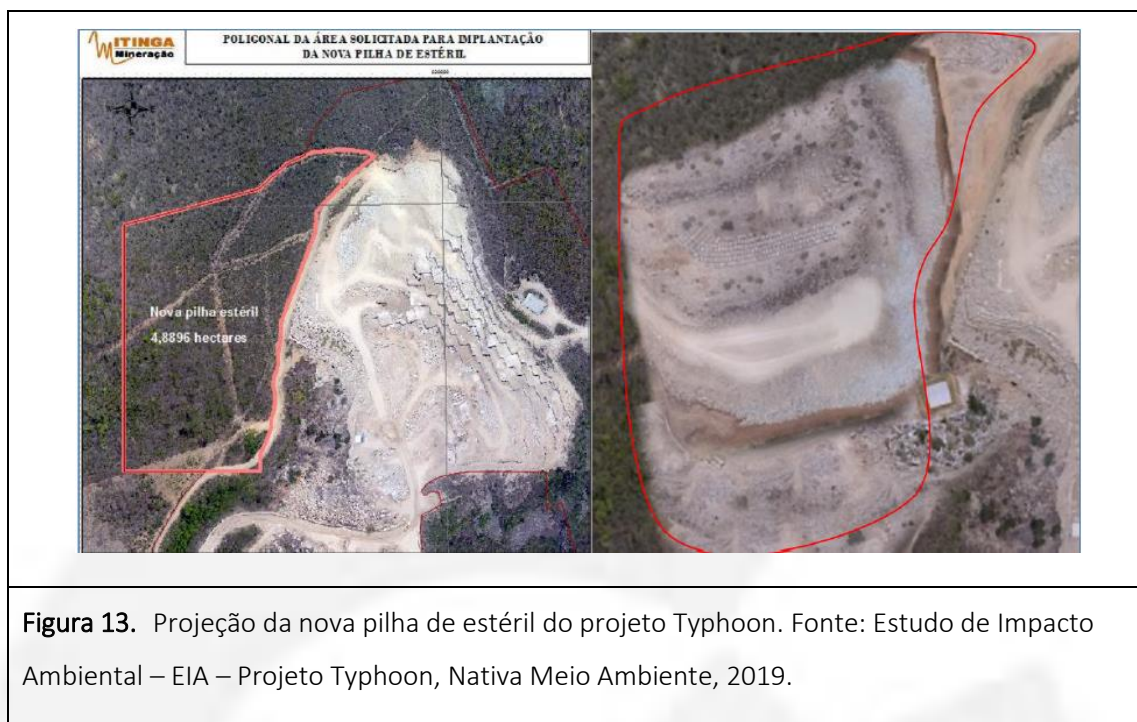 ITINGA
Mineração
POLIGONAL DA ÁREA SOLICITADA PARA IMPLANTAÇÃO
DA NOVA PILHA DE ESTÉRIL
Nova pilha estéril
4,8896 hectares
Figura 13. Projeção da nova pilha de estéril do projeto Typhoon. Fonte: Estudo de Impacto
Ambiental – EIA – Projeto Typhoon, Nativa Meio Ambiente, 2019.